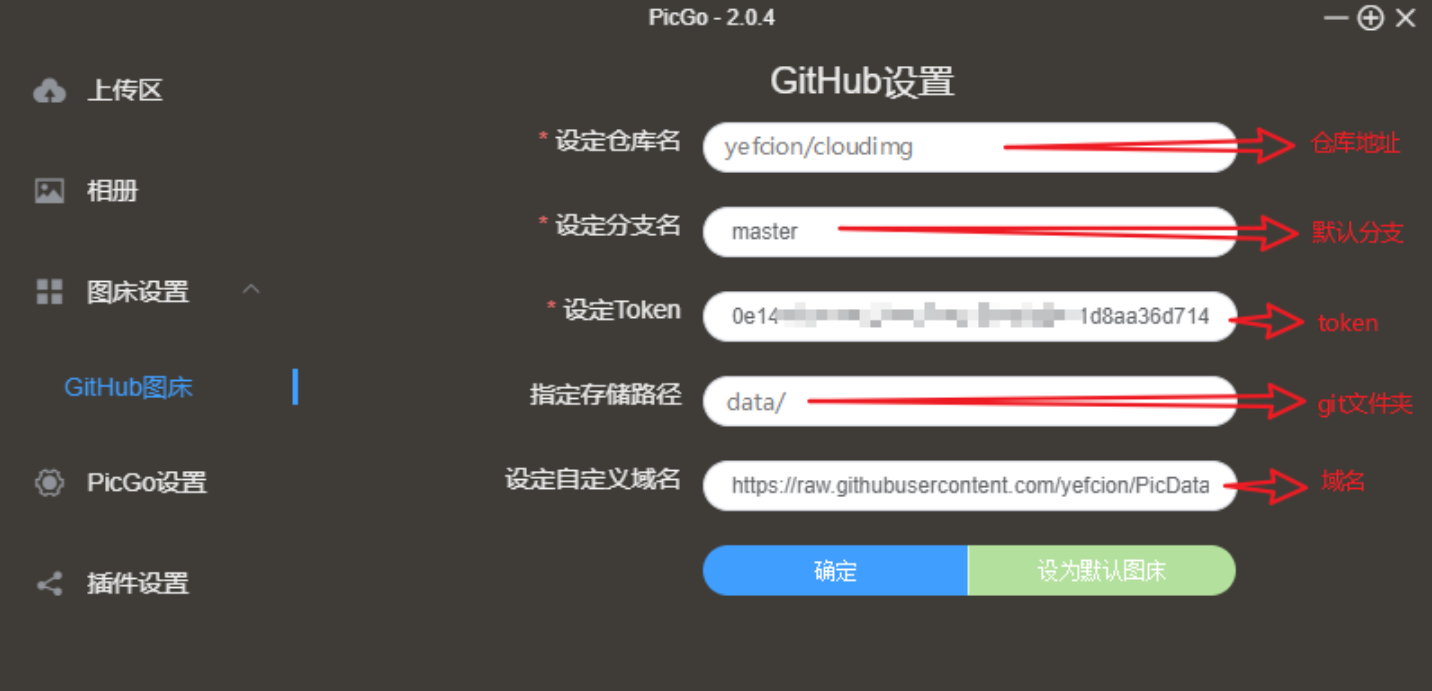 PicGo - 2.0.4
上传区
相册
图床设置
GitHub图床
PicGo设置
插件设置
GitHub设置
* 设定仓库名 yefcion/cloudimg 仓库地址
* 设定分支名 master 默认分支
* 设定Token 0e14 1d8aa36d714 token
指定存储路径 data/ git文件夹
设定自定义域名 https://raw.githubusercontent.com/yefcion/PicData 域名
确定 设为默认图床